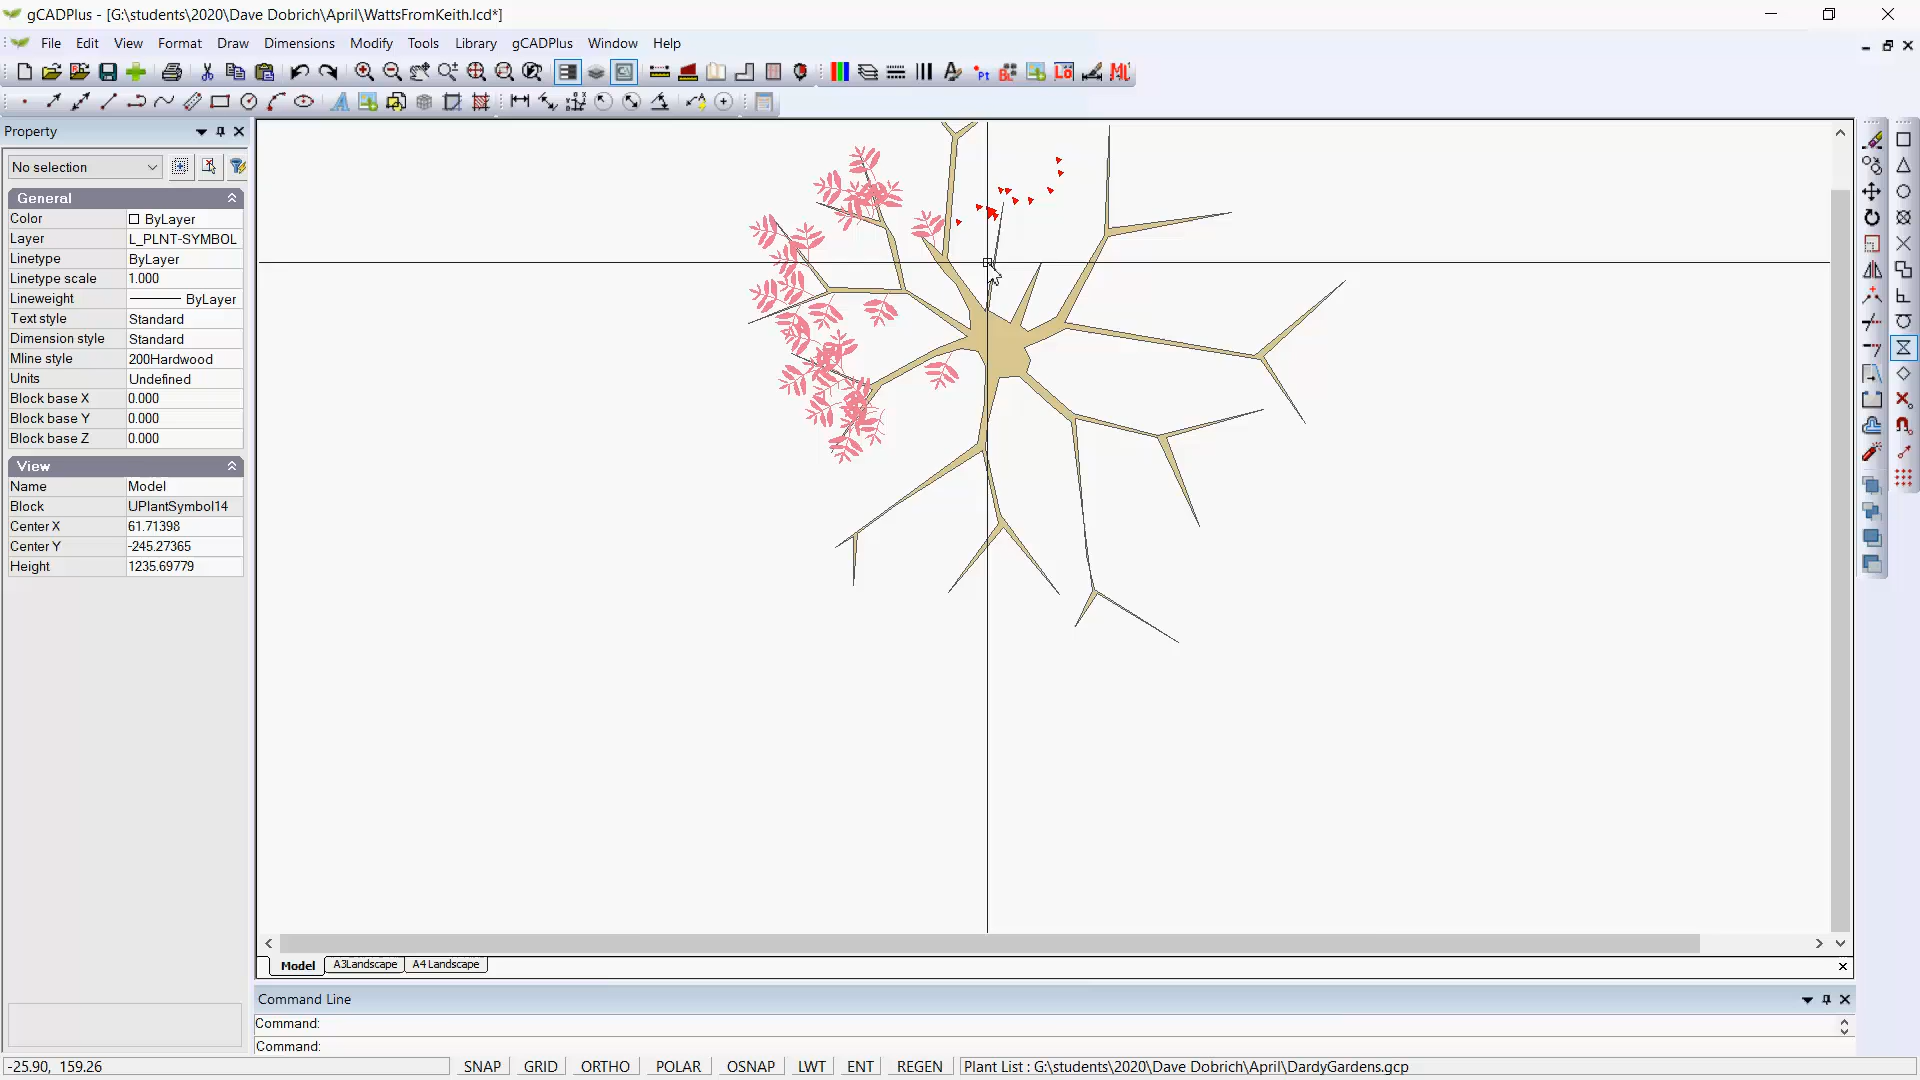 gCADPlus - [G:\students\2020\Dave Dobrich\April\WattsFromKeith.lcd*]
File Edit View Format Draw Dimensions Modify Tools Library gCADPlus Window Help
Property
No selection
General
Color ByLayer
Layer L_PLNT-SYMBOL
Linetype ByLayer
Linetype scale 1.000
Lineweight ByLayer
Text style Standard
Dimension style Standard
Mline style 200Hardwood
Units Undefined
Block base X 0.000
Block base Y 0.000
Block base Z 0.000
View
Name Model
Block UPlantSymbol14
Center X 61.71398
Center Y -245.27365
Height 1235.69779
Model A3Landscape A4 Landscape
Command Line
Command:
Command:
-25.90, 159.26 SNAP GRID ORTHO POLAR OSNAP LWT ENT REGEN Plant List : G:\students\2020\Dave Dobrich\April\DardyGardens.gcp